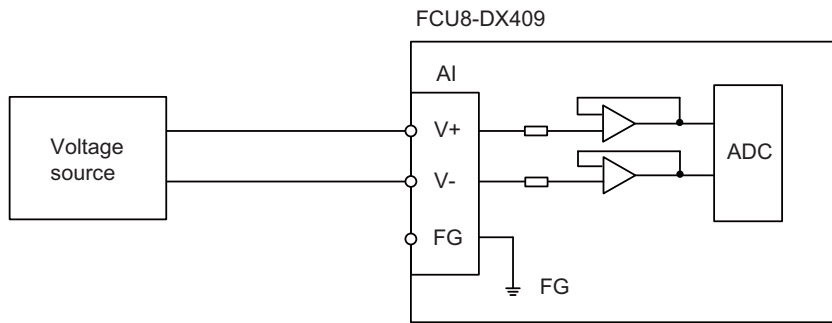 FCU8-DX409
AI
Voltage
source
V+
V-
FG
FG
ADC